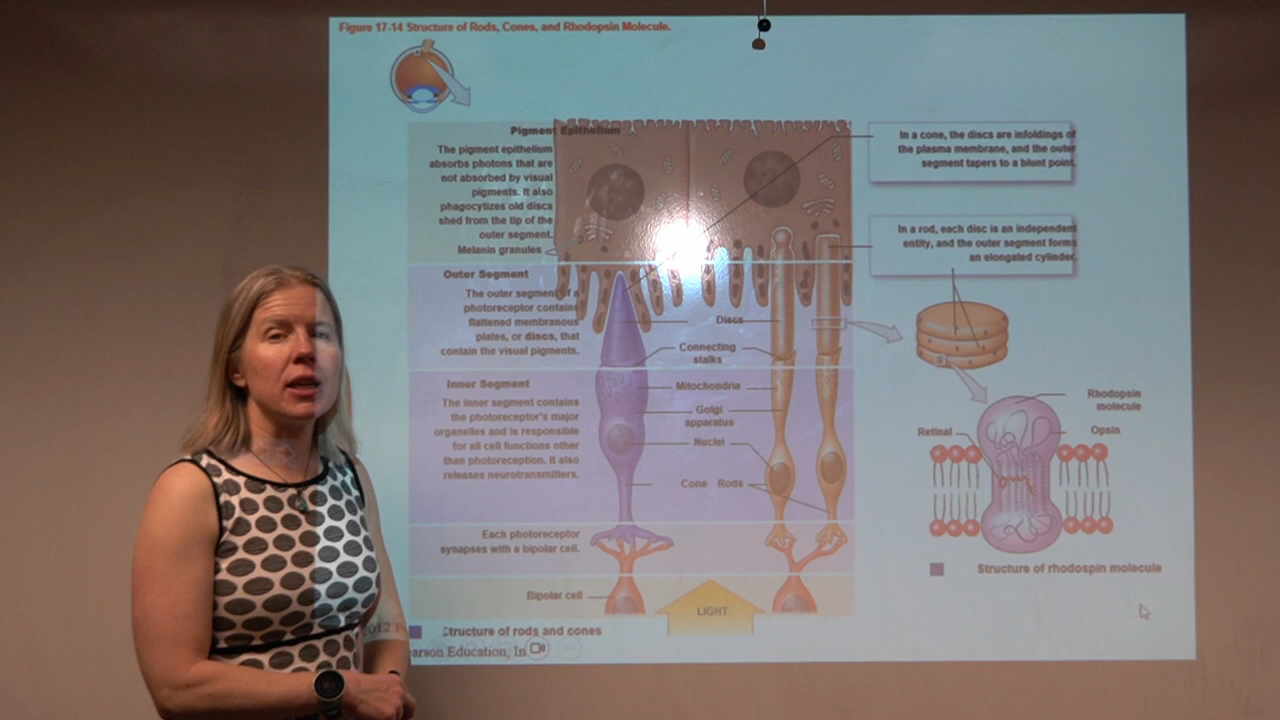 Figure 17-14 Structure of Rods, Cones, and Rhodopsin Molecule.
Pigment Epithelium
The pigment epithelium
absorbs photons that are
not absorbed by visual
pigments. It also
phagocytizes old discs
shed from the tip of the
outer segment.
Melanin granules
In a cone, the discs are infoldings of
the plasma membrane, and the outer
segment tapers to a blunt point.
In a rod, each disc is an independent
entity, and the outer segment forms
an elongated cylinder.
Outer Segment
The outer segment of a
photoreceptor contains
flattened membranous
plates, or discs, that
contain the visual pigments.
Discs
Connecting
stalks
Inner Segment
The inner segment contains
the photoreceptor's major
organelles and is responsible
for all cell functions other
than photoreception. It also
releases neurotransmitters.
Mitochondria
Golgi
apparatus
Nuclei
Cone Rods
Rhodopsin
molecule
Retinal
Opsin
Each photoreceptor
synapses with a bipolar cell.
Bipolar cell
LIGHT
Structure of rhodospin molecule
Structure of rods and cones
2012 P
earson Education, In